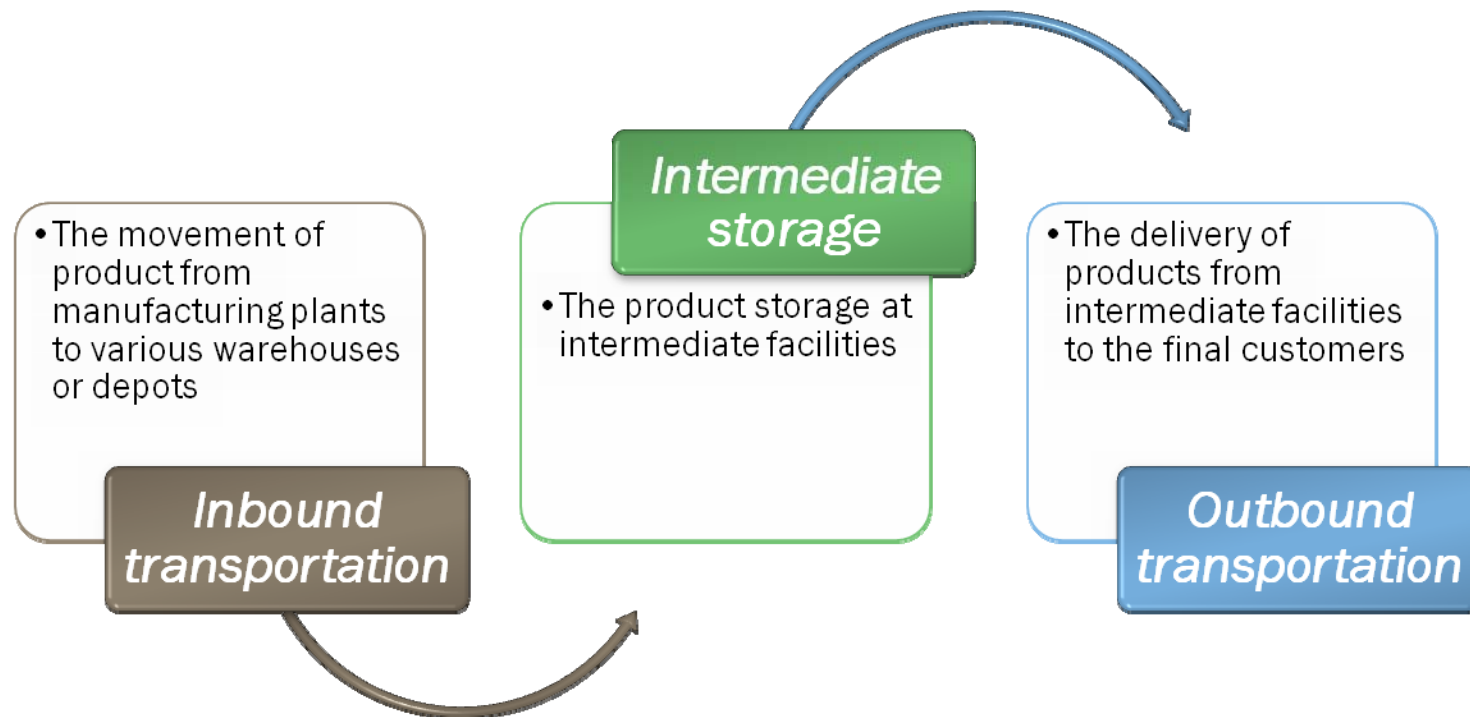 • The movement of
product from
manufacturing plants
to various warehouses
or depots
Inbound
transportation
Intermediate
storage
• The product storage at
intermediate facilities
• The delivery of
products from
intermediate facilities
to the final customers
Outbound
transportation